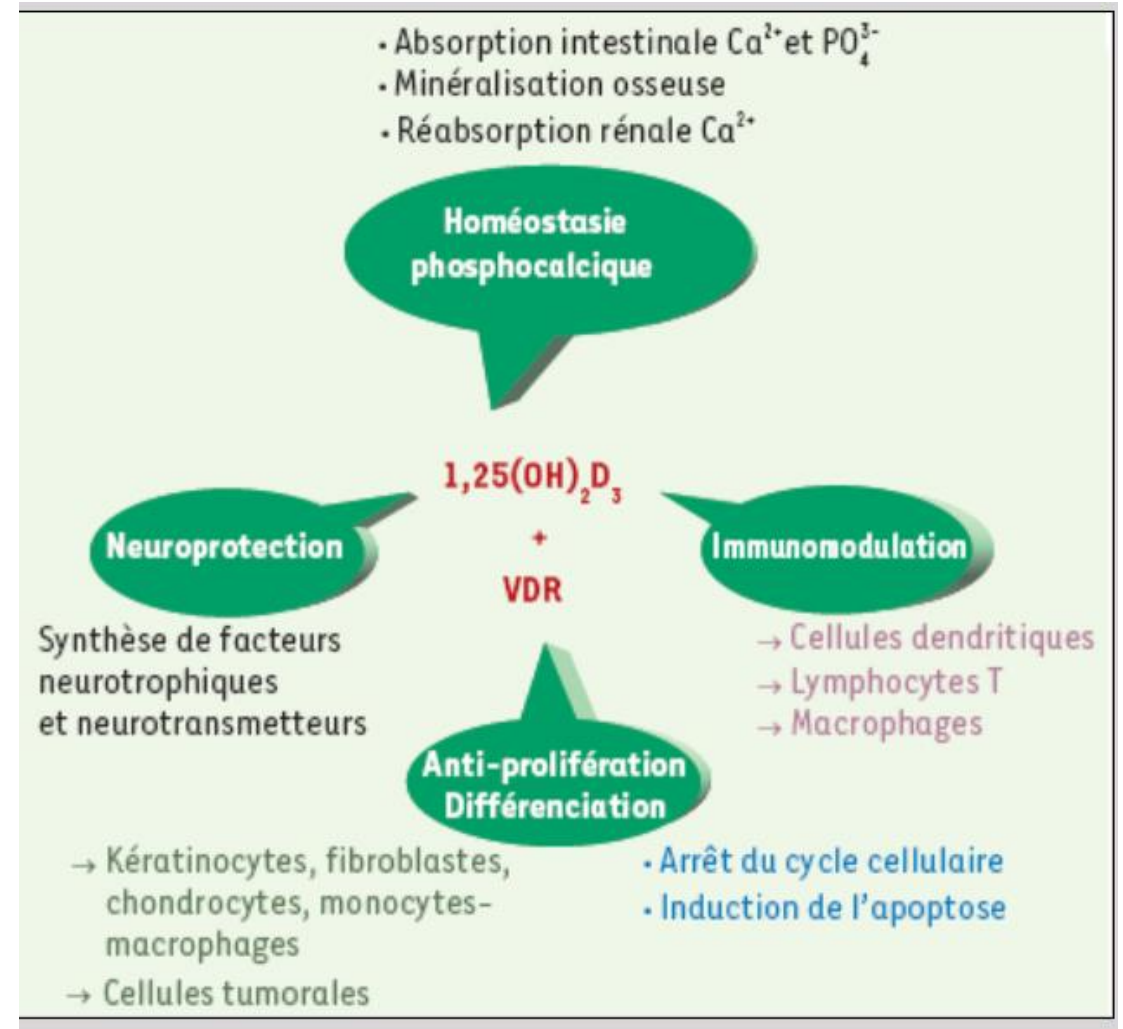 • Absorption intestinale Ca²⁺ et PO₄³⁻
• Minéralisation osseuse
• Réabsorption rénale Ca²⁺
Homéostasie
phosphocalcique
1,25(OH)₂D₃
+
VDR
Neuroprotection
Synthèse de facteurs
neurotrophiques
et neurotransmetteurs
Immunomodulation
→ Cellules dendritiques
→ Lymphocytes T
→ Macrophages
Anti-prolifération
Différenciation
→ Kératinocytes, fibroblastes,
chondrocytes, monocytes-
macrophages
→ Cellules tumorales
• Arrêt du cycle cellulaire
• Induction de l'apoptose